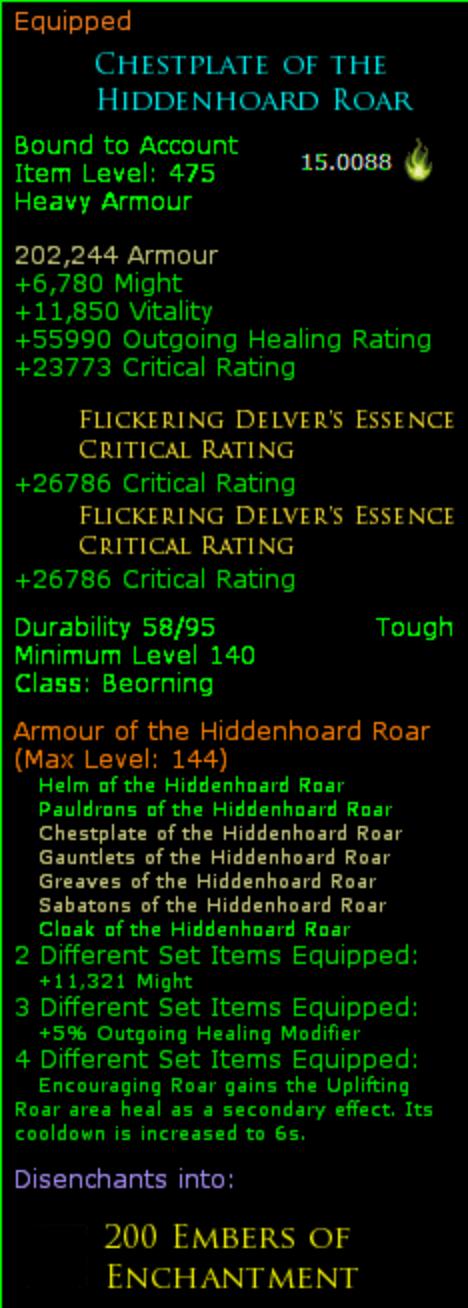 Equipped
Chestplate of the
Hiddenhoard Roar
Bound to Account
Item Level: 475
15.0088
Heavy Armour
202,244 Armour
+6,780 Might
+11,850 Vitality
+55990 Outgoing Healing Rating
+23773 Critical Rating
Flickering Delver's Essence
Critical Rating
+26786 Critical Rating
Flickering Delver's Essence
Critical Rating
+26786 Critical Rating
Durability 58/95 Tough
Minimum Level 140
Class: Beorning
Armour of the Hiddenhoard Roar
(Max Level: 144)
Helm of the Hiddenhoard Roar
Pauldrons of the Hiddenhoard Roar
Chestplate of the Hiddenhoard Roar
Gauntlets of the Hiddenhoard Roar
Greaves of the Hiddenhoard Roar
Sabatons of the Hiddenhoard Roar
Cloak of the Hiddenhoard Roar
2 Different Set Items Equipped:
+11,321 Might
3 Different Set Items Equipped:
+5% Outgoing Healing Modifier
4 Different Set Items Equipped:
Encouraging Roar gains the Uplifting
Roar area heal as a secondary effect. Its
cooldown is increased to 6s.
Disenchants into:
200 Embers of
Enchantment